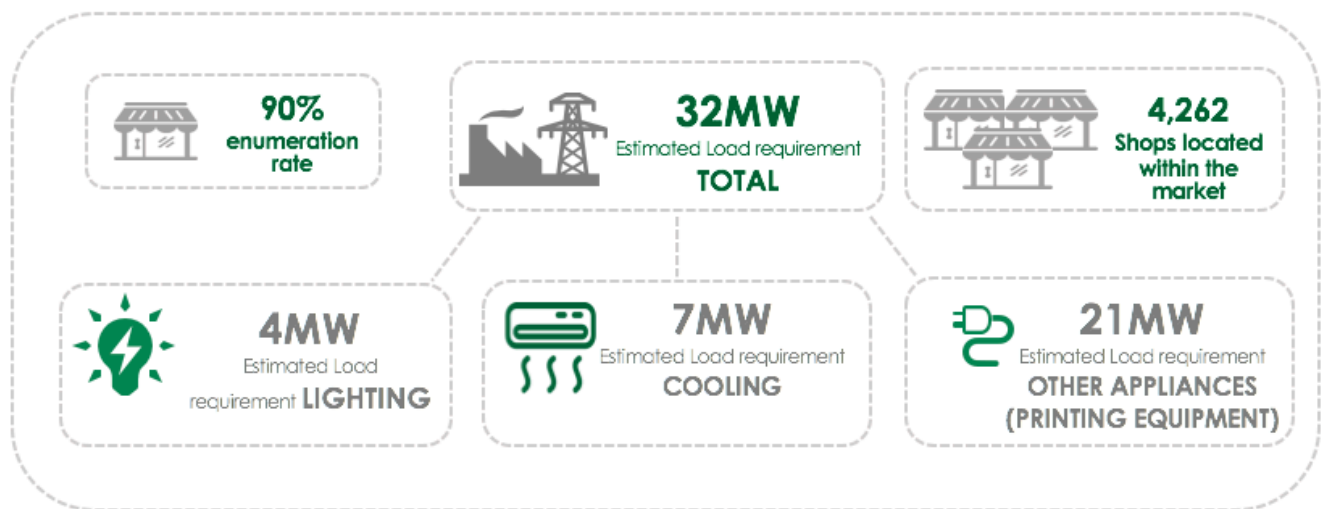 90%
enumeration
rate
32MW
Estimated Load requirement
TOTAL
4,262
Shops located
within the
market
4MW
Estimated Load
requirement LIGHTING
7MW
Estimated Load requirement
COOLING
21MW
Estimated Load requirement
OTHER APPLIANCES
(PRINTING EQUIPMENT)